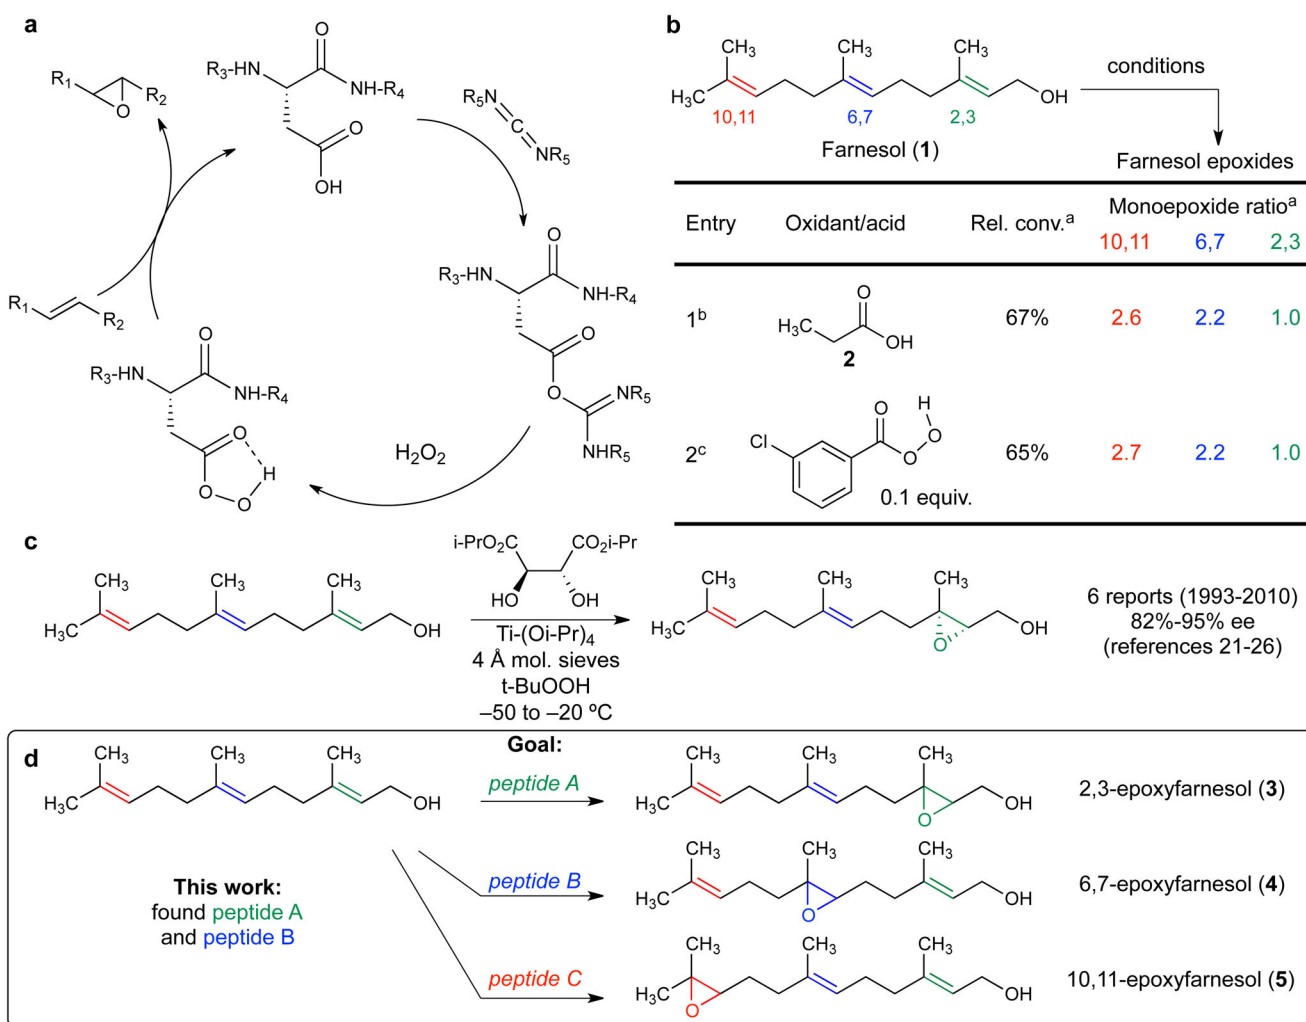 a
R1
O
R2
O
R3-HN
NH-R4
O
OH
R5N
C
NR5
O
R3-HN
NH-R4
O
O
NR5
HNR5
H2O2
R1
R2
O
R3-HN
NH-R4
O
H
O
O
b
CH3
CH3
CH3
H3C
OH
10,11
6,7
2,3
Farnesol (1)
conditions
Farnesol epoxides
Entry
Oxidant/acid
Rel. conv.a
Monoepoxide ratioa
10,11
6,7
2,3
1b
O
H3C
OH
2
67%
2.6
2.2
1.0
2c
Cl
O
H
O
O
0.1 equiv.
65%
2.7
2.2
1.0
c
CH3
CH3
CH3
H3C
OH
i-PrO2C
CO2i-Pr
HO
OH
Ti-(Oi-Pr)4
4 Å mol. sieves
t-BuOOH
–50 to –20 ºC
CH3
CH3
CH3
H3C
O
OH
6 reports (1993-2010)
82%-95% ee
(references 21-26)
d
Goal:
CH3
CH3
CH3
H3C
OH
This work:
found peptide A
and peptide B
peptide A
CH3
CH3
CH3
H3C
O
OH
2,3-epoxyfarnesol (3)
peptide B
CH3
CH3
CH3
H3C
O
OH
6,7-epoxyfarnesol (4)
peptide C
CH3
CH3
CH3
H3C
O
OH
10,11-epoxyfarnesol (5)